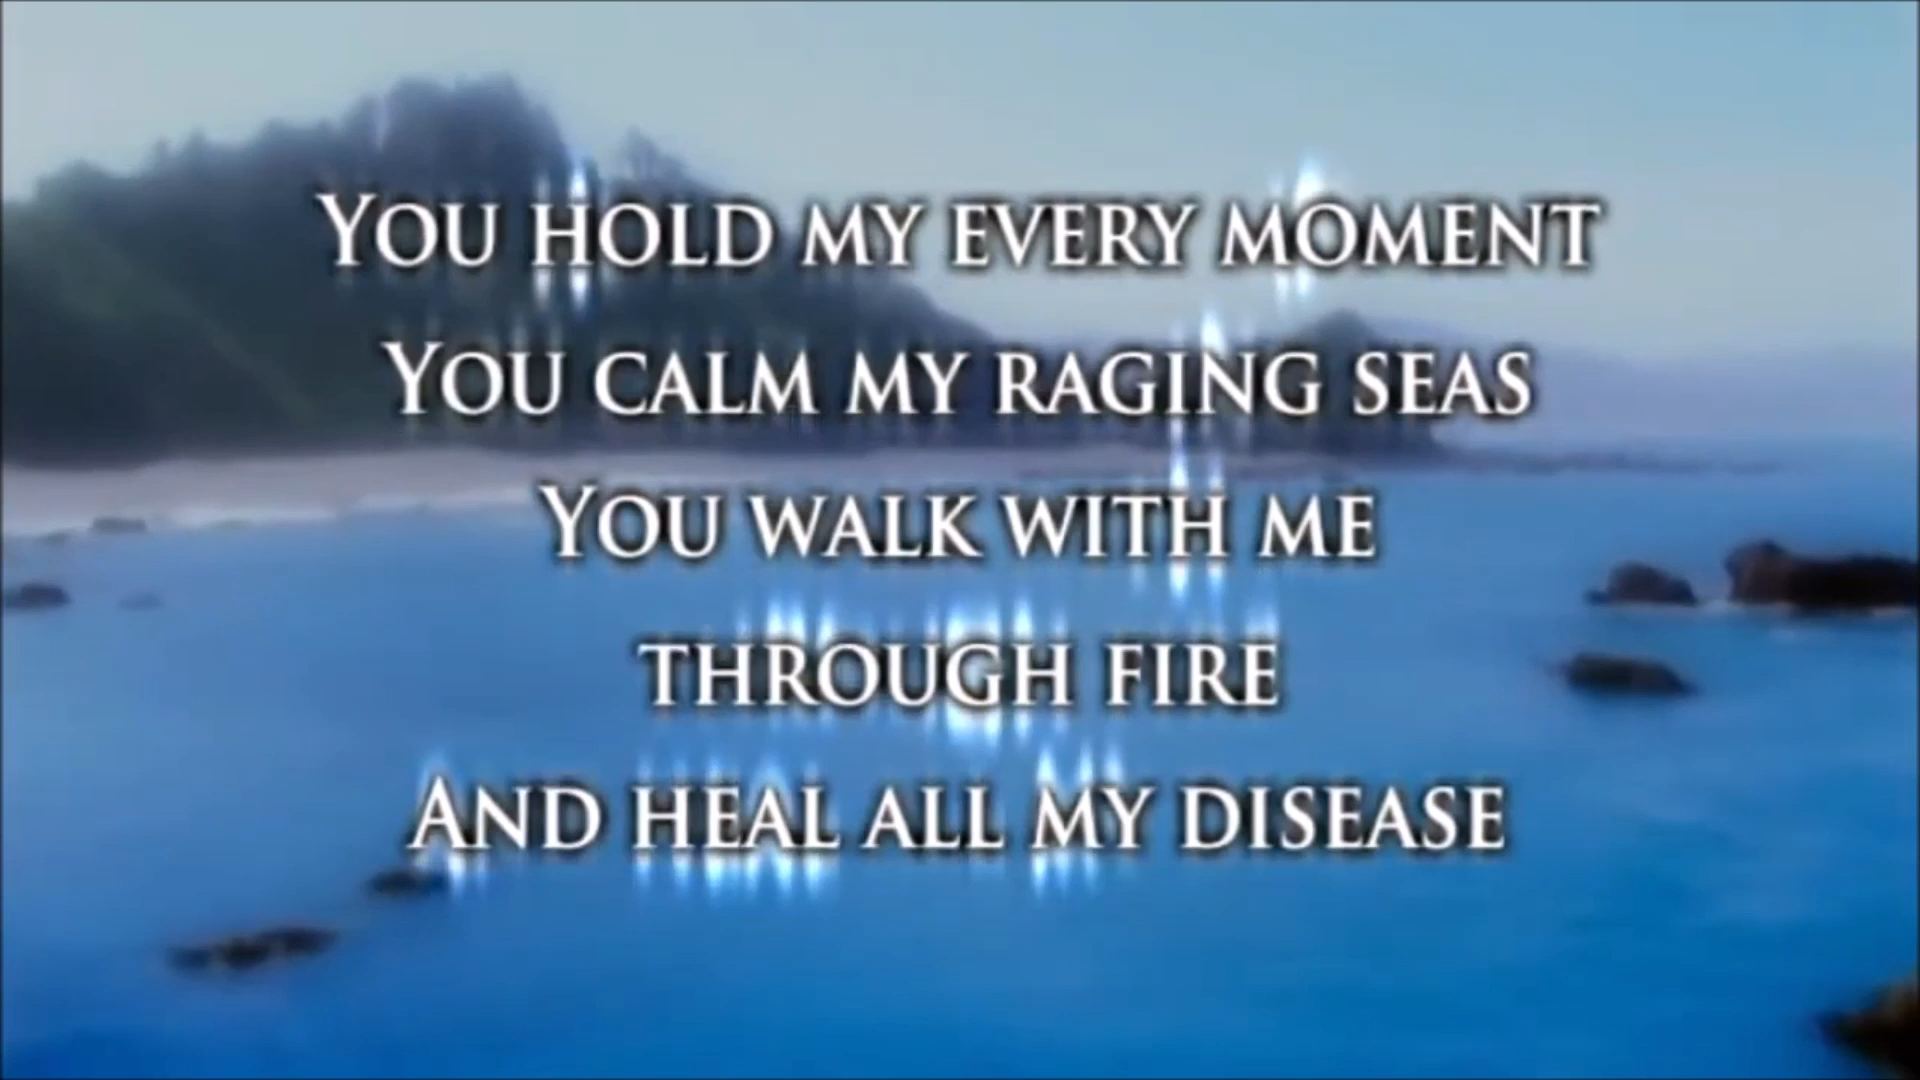 You hold my every moment
You calm my raging seas
You walk with me
through fire
And heal all my disease